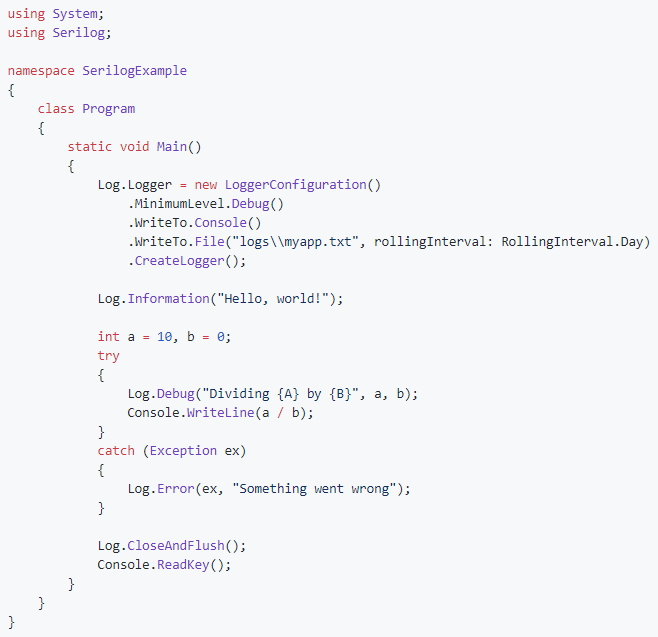 using System;
using Serilog;

namespace SerilogExample
{
    class Program
    {
        static void Main()
        {
            Log.Logger = new LoggerConfiguration()
                .MinimumLevel.Debug()
                .WriteTo.Console()
                .WriteTo.File("logs\\myapp.txt", rollingInterval: RollingInterval.Day)
                .CreateLogger();

            Log.Information("Hello, world!");

            int a = 10, b = 0;
            try
            {
                Log.Debug("Dividing {A} by {B}", a, b);
                Console.WriteLine(a / b);
            }
            catch (Exception ex)
            {
                Log.Error(ex, "Something went wrong");
            }

            Log.CloseAndFlush();
            Console.ReadKey();
        }
    }
}